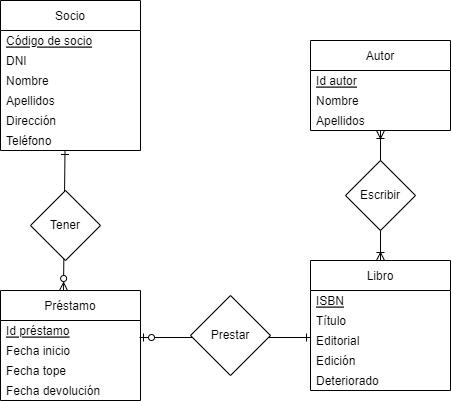 Socio
Código de socio
DNI
Nombre
Apellidos
Dirección
Teléfono
Autor
Id autor
Nombre
Apellidos
Tener
Escribir
Préstamo
Id préstamo
Fecha inicio
Fecha tope
Fecha devolución
Prestar
Libro
ISBN
Título
Editorial
Edición
Deteriorado